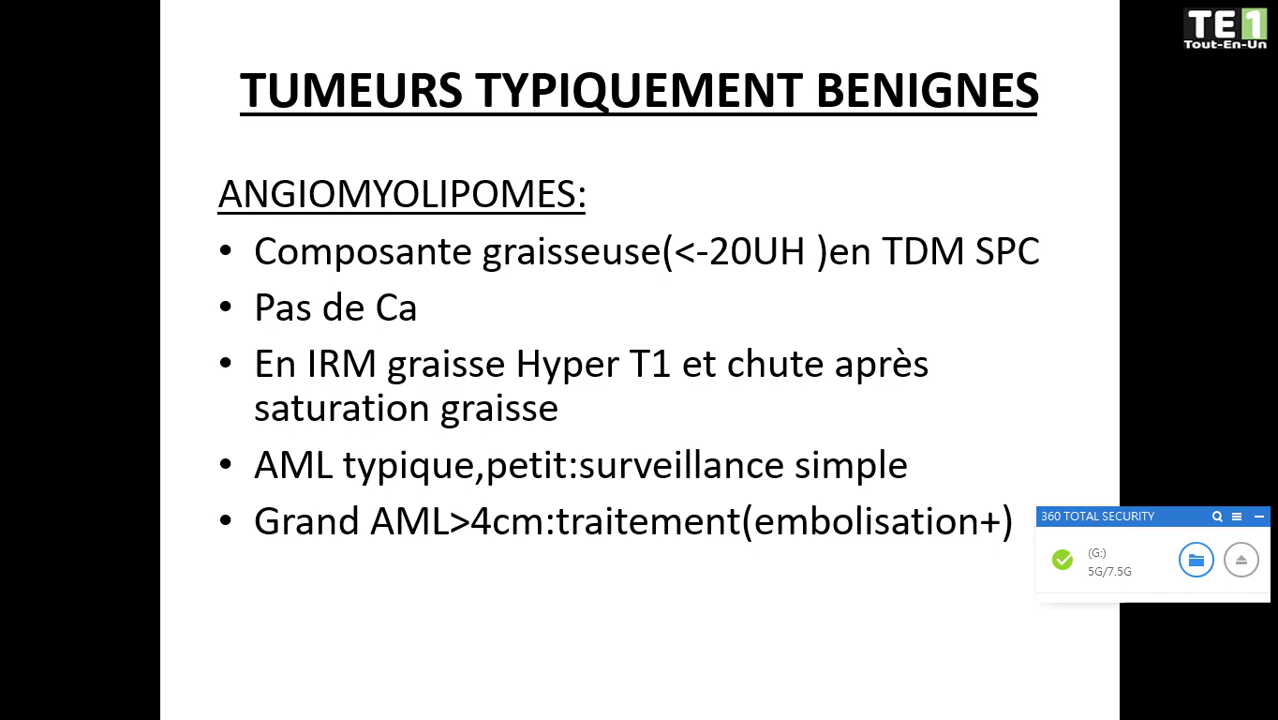 TE1
Tout-En-Un
TUMEURS TYPIQUEMENT BENIGNES
ANGIOMYOLIPOMES:
• Composante graisseuse(<-20UH )en TDM SPC
• Pas de Ca
• En IRM graisse Hyper T1 et chute après
saturation graisse
• AML typique,petit:surveillance simple
• Grand AML>4cm:traitement(embolisation+)
360 TOTAL SECURITY
(G:)
5G/7.5G